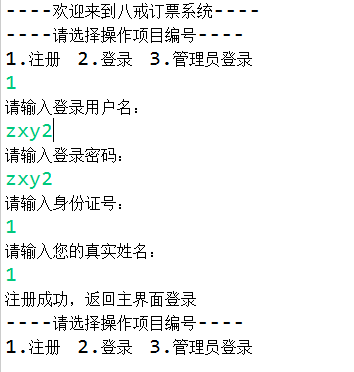 ----欢迎来到八戒订票系统----
----请选择操作项目编号----
1.注册 2.登录 3.管理员登录
1
请输入登录用户名:
zxy2
请输入登录密码:
zxy2
请输入身份证号:
1
请输入您的真实姓名:
1
注册成功，返回主界面登录
----请选择操作项目编号----
1.注册 2.登录 3.管理员登录